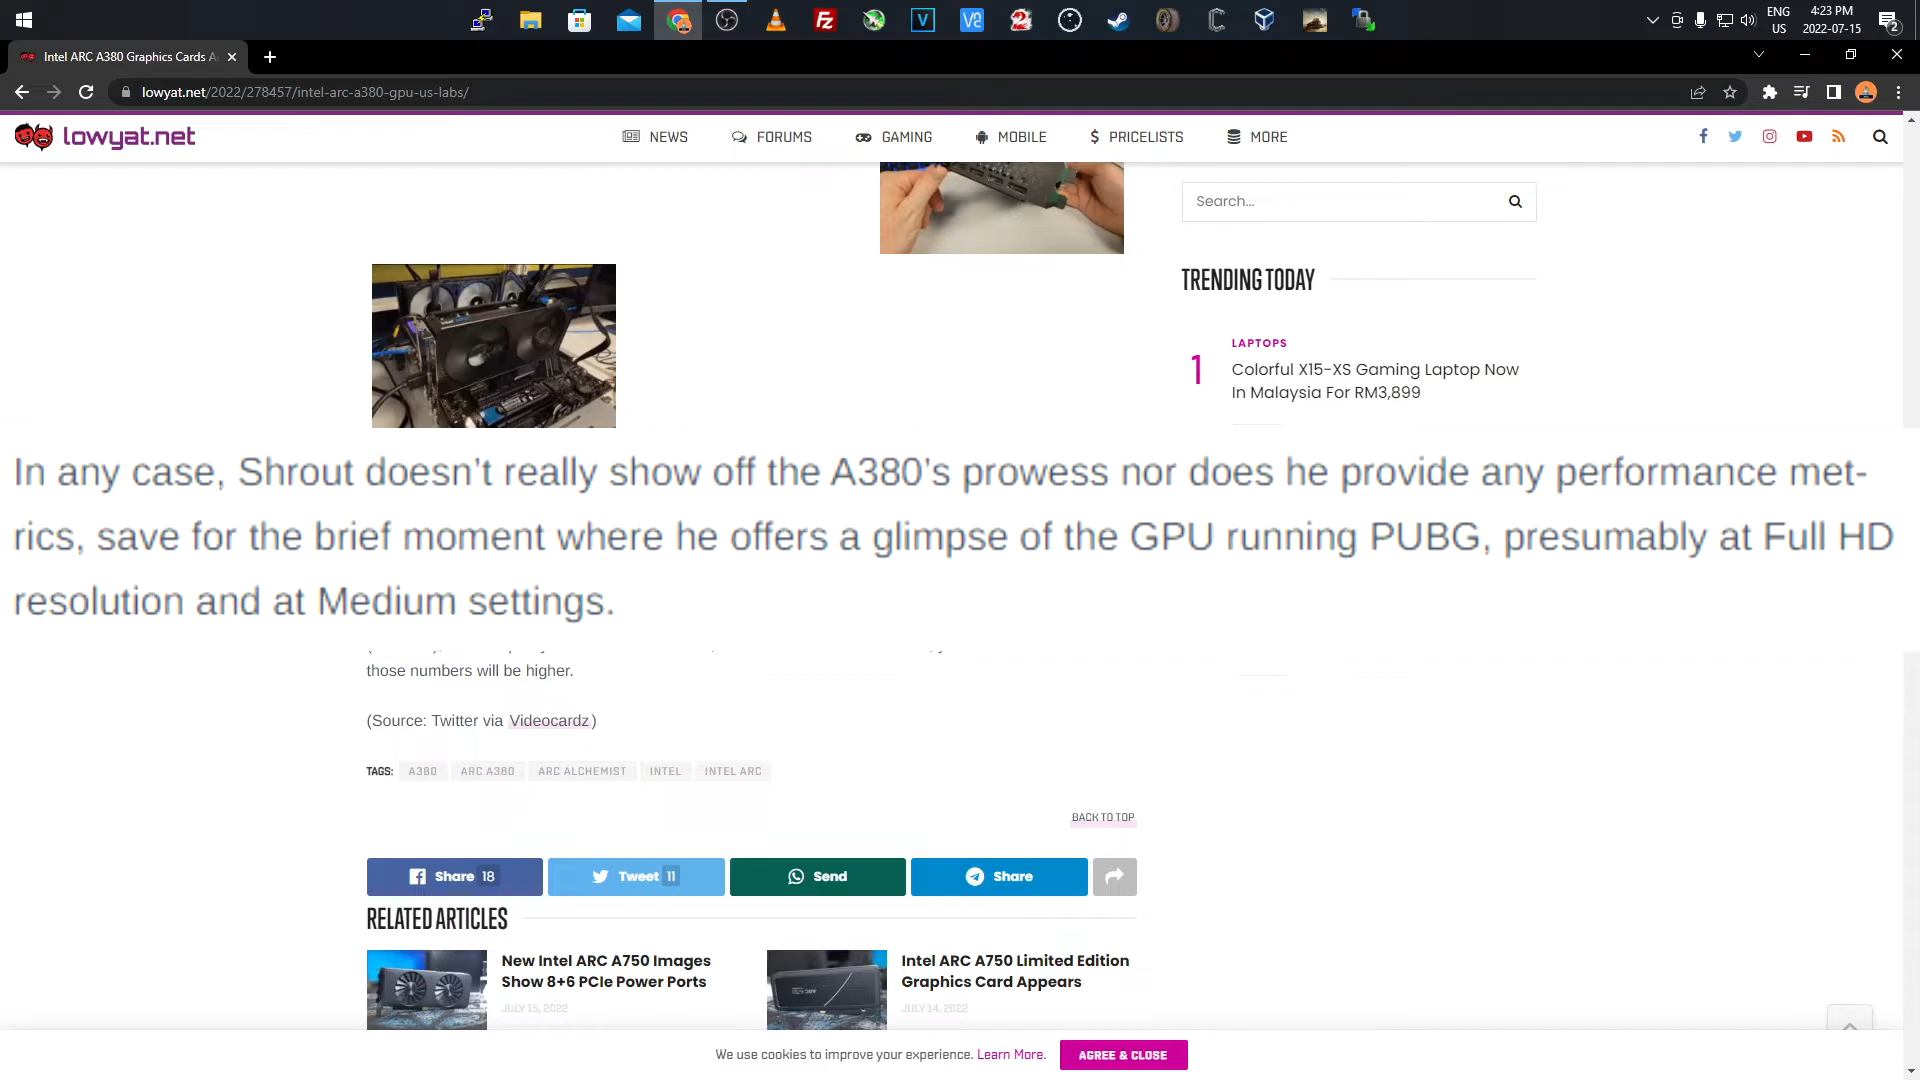 ENG
US
4:23 PM
2022-07-15
2
Intel ARC A380 Graphics Cards A
lowyat.net/2022/278457/intel-arc-a380-gpu-us-labs/
lowyat.net
NEWS
FORUMS
GAMING
MOBILE
PRICELISTS
MORE
Search...
TRENDING TODAY
LAPTOPS
1
Colorful X15-XS Gaming Laptop Now
In Malaysia For RM3,899
In any case, Shrout doesn't really show off the A380's prowess nor does he provide any performance met-
rics, save for the brief moment where he offers a glimpse of the GPU running PUBG, presumably at Full HD
resolution and at Medium settings.
those numbers will be higher.
(Source: Twitter via Videocardz)
TAGS: A380 ARC A380 ARC ALCHEMIST INTEL INTEL ARC
BACK TO TOP
Share 18
Tweet 11
Send
Share
RELATED ARTICLES
New Intel ARC A750 Images
Show 8+6 PCIe Power Ports
JULY 15, 2022
Intel ARC A750 Limited Edition
Graphics Card Appears
JULY 14, 2022
We use cookies to improve your experience. Learn More.
AGREE & CLOSE